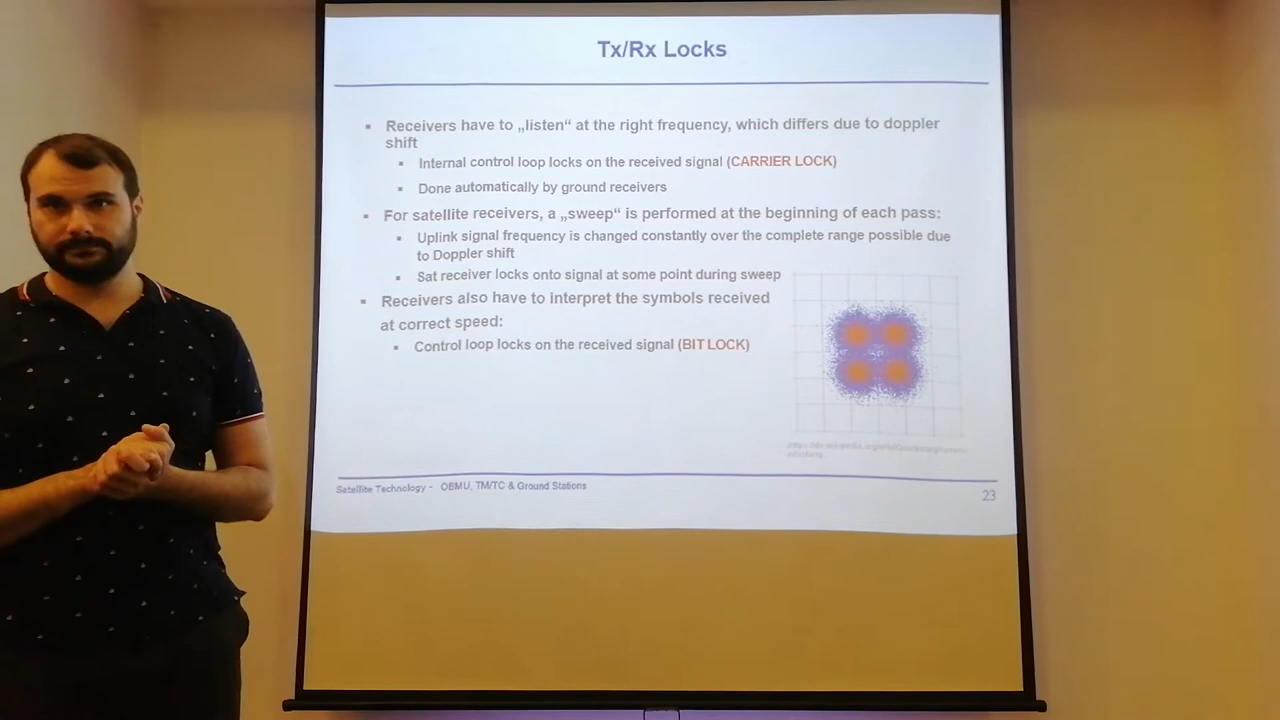 Tx/Rx Locks
▪ Receivers have to „listen“ at the right frequency, which differs due to doppler
shift
▪ Internal control loop locks on the received signal (CARRIER LOCK)
▪ Done automatically by ground receivers
▪ For satellite receivers, a „sweep“ is performed at the beginning of each pass:
▪ Uplink signal frequency is changed constantly over the complete range possible due
to Doppler shift
▪ Sat receiver locks onto signal at some point during sweep
▪ Receivers also have to interpret the symbols received
at correct speed:
▪ Control loop locks on the received signal (BIT LOCK)
Satellite Technology - OBMU, TM/TC & Ground Stations
23